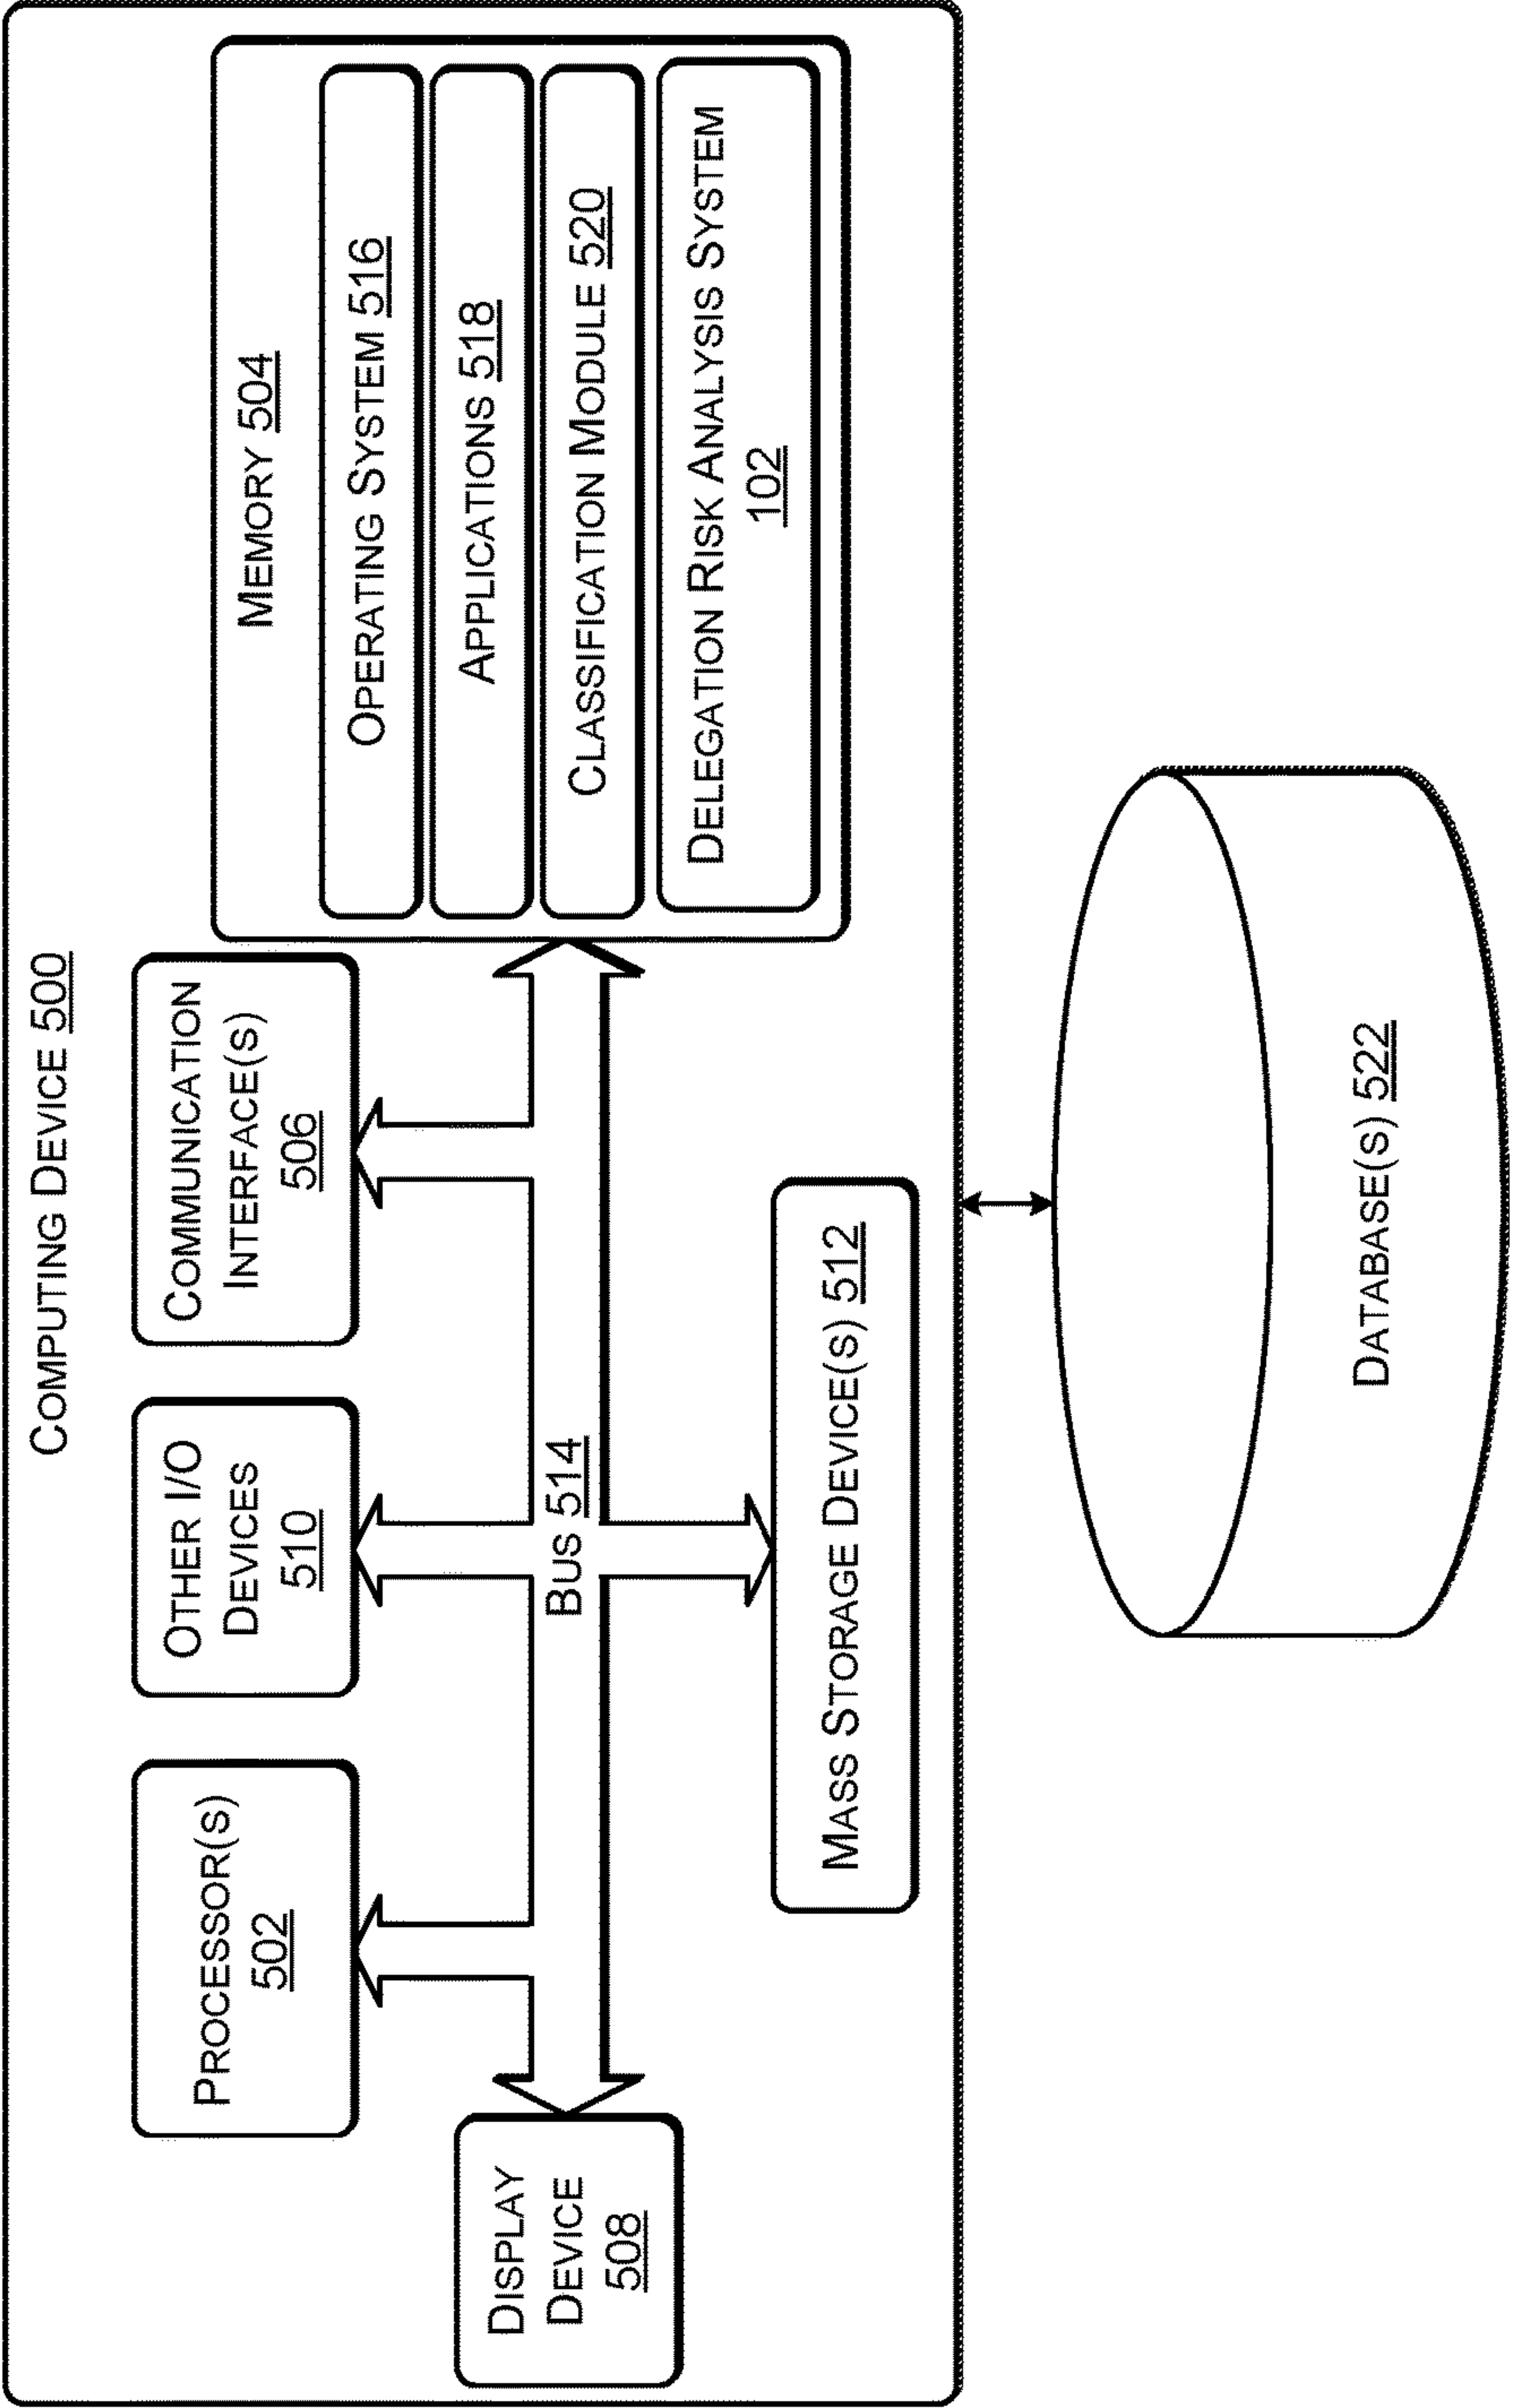 COMPUTING DEVICE 500
PROCESSOR(S)
502
OTHER I/O
DEVICES
510
COMMUNICATION
INTERFACE(S)
506
MEMORY 504
OPERATING SYSTEM 516
APPLICATIONS 518
CLASSIFICATION MODULE 520
DELEGATION RISK ANALYSIS SYSTEM
102
DISPLAY
DEVICE
508
BUS 514
MASS STORAGE DEVICE(S) 512
DATABASE(S) 522